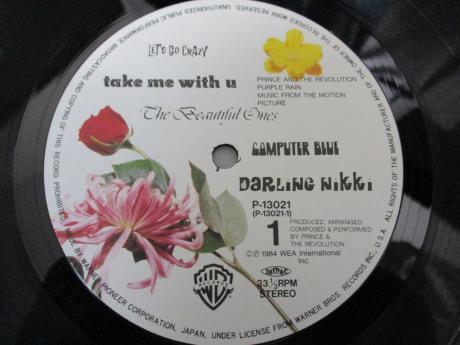 LET'S GO CRAZY
take me with u
PRINCE AND THE REVOLUTION
PURPLE RAIN
MUSIC FROM THE MOTION
PICTURE
The Beautiful Ones
COMPUTER BLUE
DARLING NIKKI
P-13021
(P-13021-1)
1
PRODUCED, ARRANGED,
COMPOSED & PERFORMED
BY PRINCE &
THE REVOLUTION
℗© 1984 WEA International
Inc.
33 1/3 RPM
STEREO
WB
ALL RIGHTS OF THE MANUFACTURER AND OF THE OWNER OF THE RECORDED WORK RESERVED. UNAUTHORIZED PUBLIC PERFORMANCE BROADCASTING AND COPYING OF THIS RECORD PROHIBITED. MADE BY WARNER-PIONEER CORPORATION, JAPAN, UNDER LICENSE FROM WARNER BROS. RECORDS INC., U.S.A.